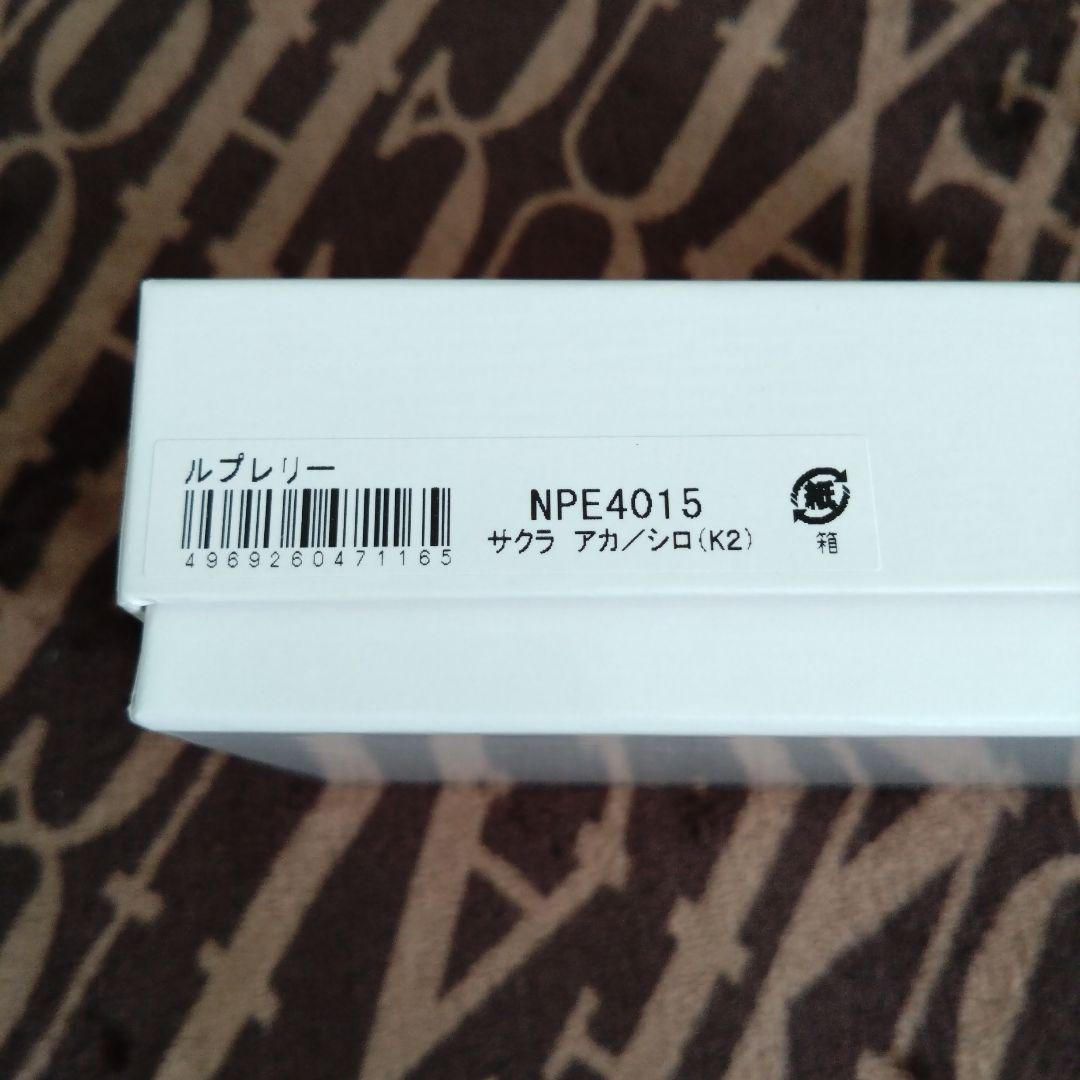 ルプレリー
4969260471165
NPE4015
サクラ アカ/シロ(K2)
紙
箱